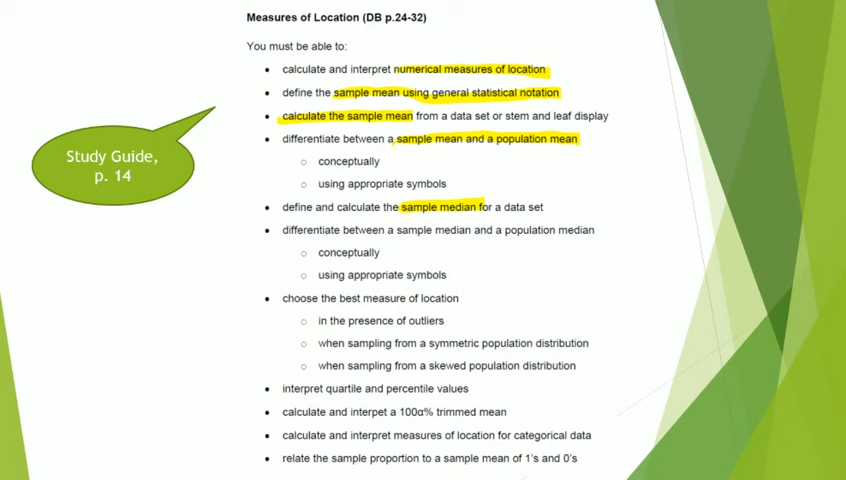 Measures of Location (DB p.24-32)
You must be able to:
• calculate and interpret numerical measures of location
• define the sample mean using general statistical notation
• calculate the sample mean from a data set or stem and leaf display
• differentiate between a sample mean and a population mean
○ conceptually
○ using appropriate symbols
• define and calculate the sample median for a data set
• differentiate between a sample median and a population median
○ conceptually
○ using appropriate symbols
• choose the best measure of location
○ in the presence of outliers
○ when sampling from a symmetric population distribution
○ when sampling from a skewed population distribution
• interpret quartile and percentile values
• calculate and interpet a 100α% trimmed mean
• calculate and interpret measures of location for categorical data
• relate the sample proportion to a sample mean of 1's and 0's
Study Guide,
p. 14